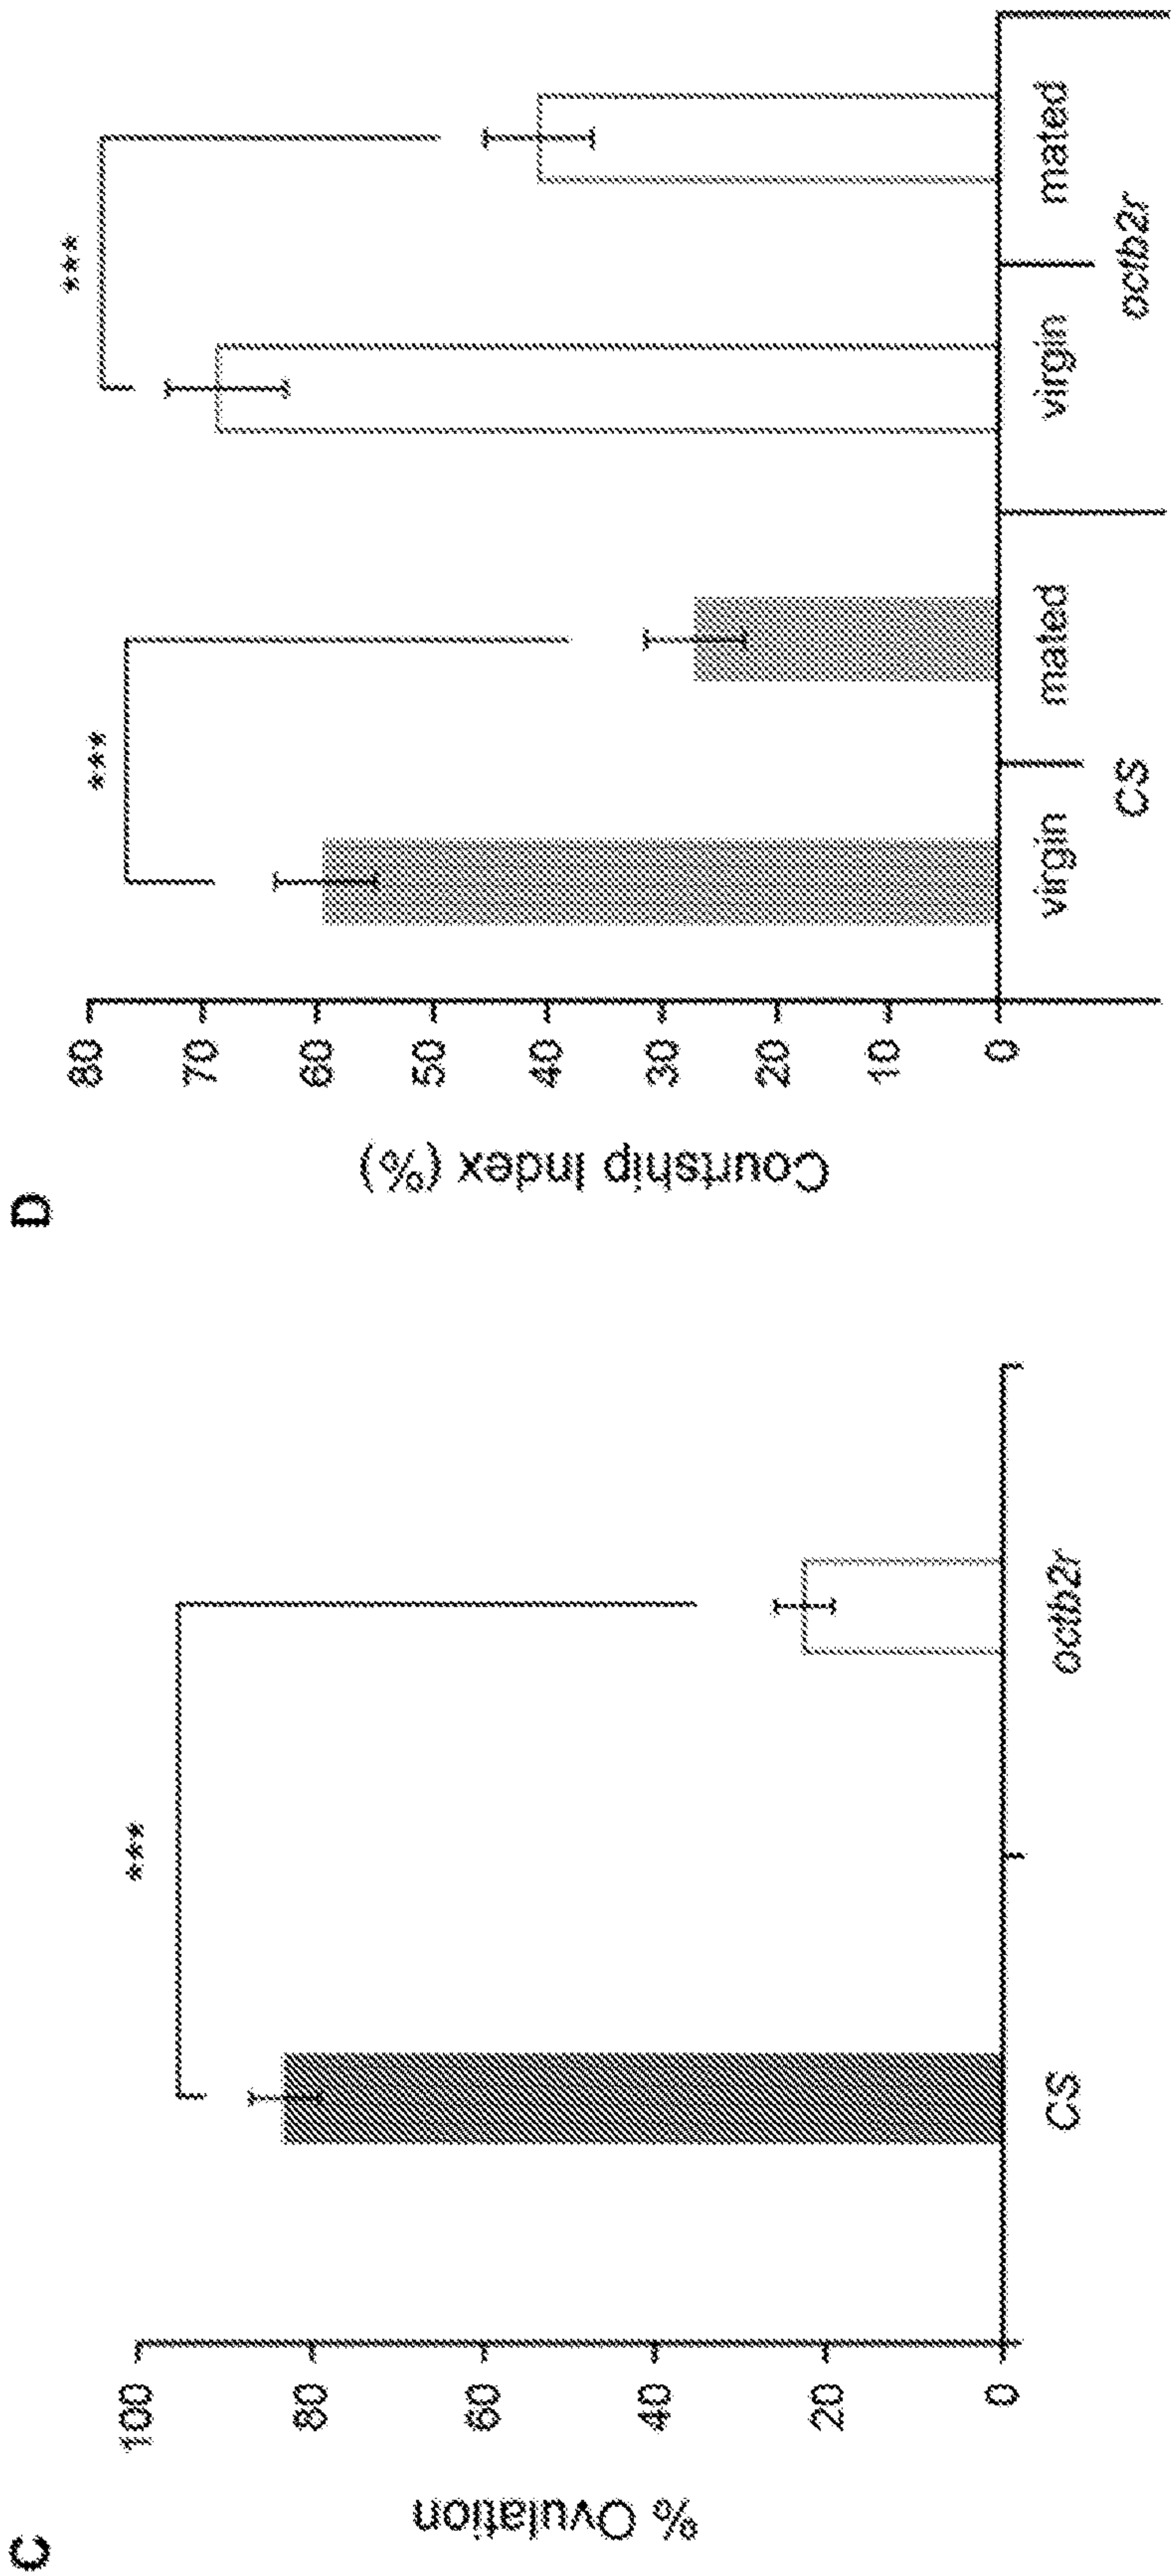 C
% Ovulation
100
80
60
40
20
0
***
CS
octb2r
D
Courtship Index (%)
80
70
60
50
40
30
20
10
0
***
***
virgin
mated
virgin
mated
CS
octb2r